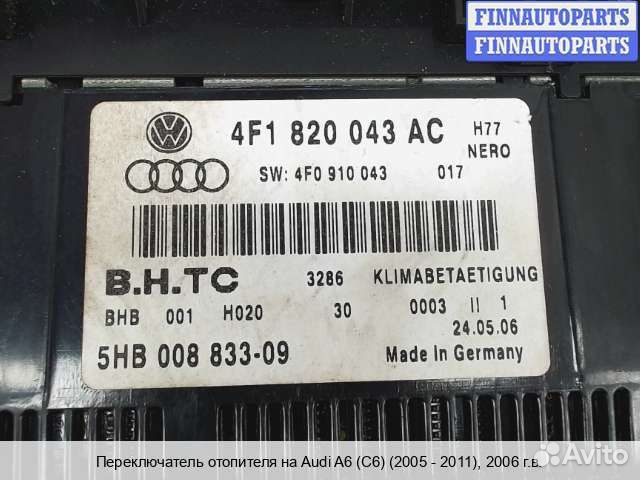 FINNAUTOPARTS
FINNAUTOPARTS
4F1 820 043 AC H77
NERO
SW: 4F0 910 043 017
B.H.TC 3286 KLIMABETAETIGUNG
BHB 001 H020 30 0003 II 1
24.05.06
5HB 008 833-09 Made in Germany
Переключатель отопителя на Audi A6 (C6) (2005 - 2011), 2006 г.в.
Avito